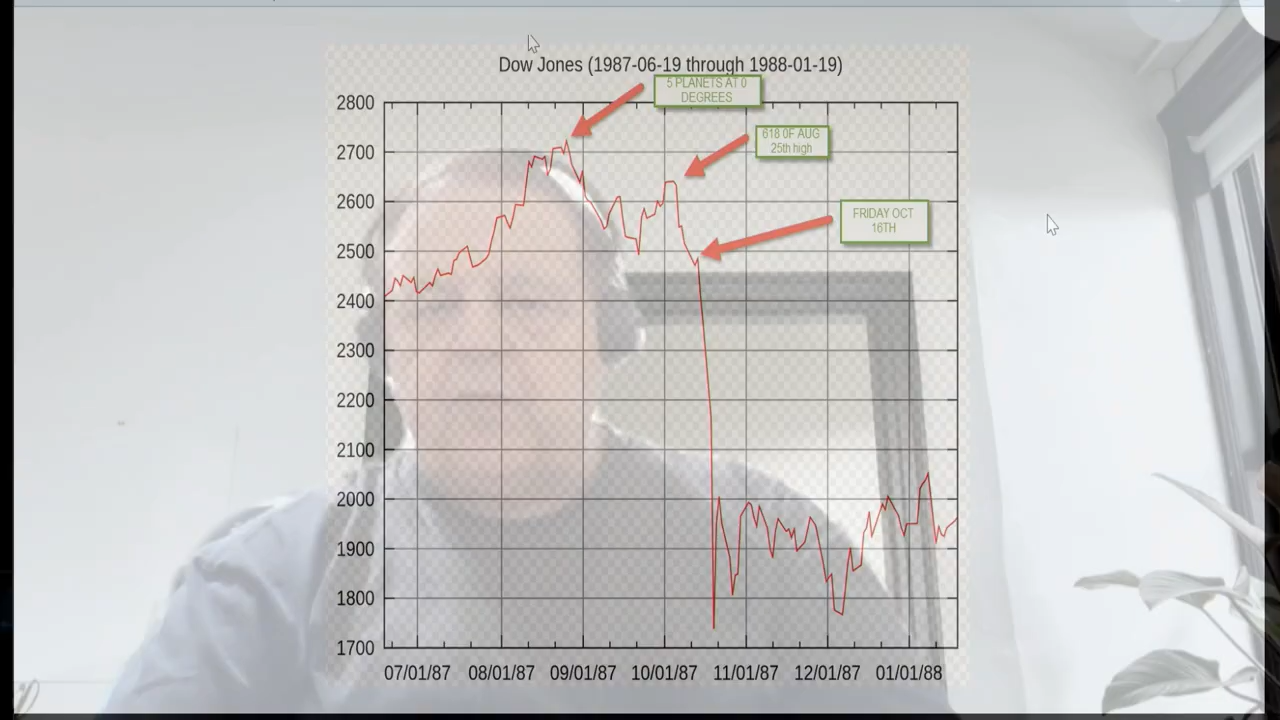 Dow Jones (1987-06-19 through 1988-01-19)
5 PLANETS AT 0
DEGREES
618 0F AUG
25th high
FRIDAY OCT
16TH
2800
2700
2600
2500
2400
2300
2200
2100
2000
1900
1800
1700
07/01/87 08/01/87 09/01/87 10/01/87 11/01/87 12/01/87 01/01/88